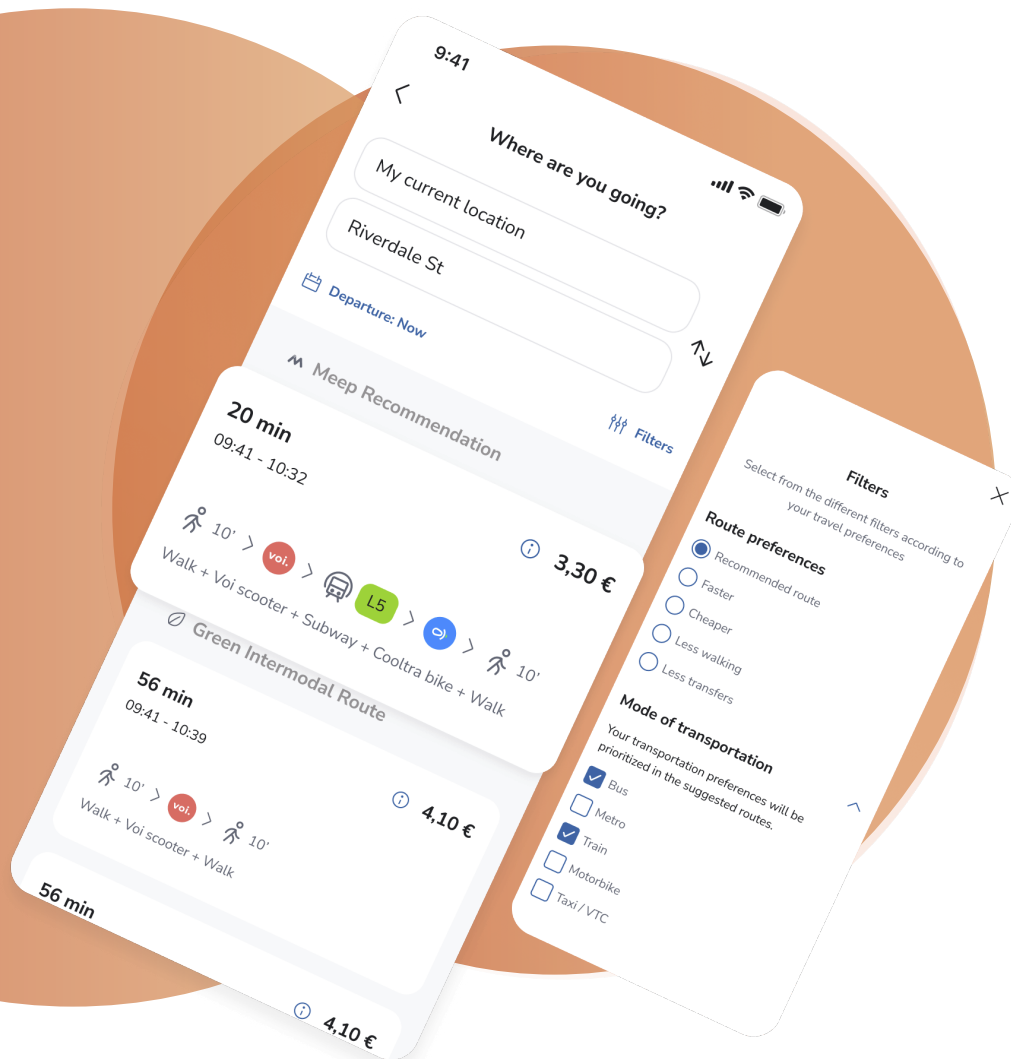 9:41
Where are you going?
My current location
Riverdale St
Departure: Now
Filters
Meep Recommendation
20 min
09:41 - 10:32
3,30 €
10'
voi.
L5
10'
Walk + Voi scooter + Subway + Cooltra bike + Walk
Green Intermodal Route
56 min
09:41 - 10:39
4,10 €
10'
voi.
10'
Walk + Voi scooter + Walk
56 min
4,10 €
Filters
Select from the different filters according to
your travel preferences
Route preferences
Recommended route
Faster
Cheaper
Less walking
Less transfers
Mode of transportation
Your transportation preferences will be
prioritized in the suggested routes.
Bus
Metro
Train
Motorbike
Taxi / VTC